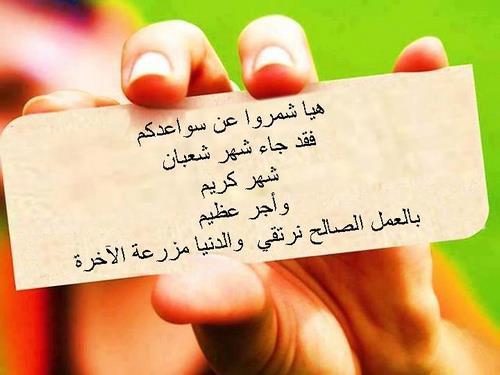 هيا شمروا عن سواعدكم
فقد جاء شهر شعبان
شهر كريم
وأجر عظيم
بالعمل الصالح نرتقي والدنيا مزرعة الآخرة